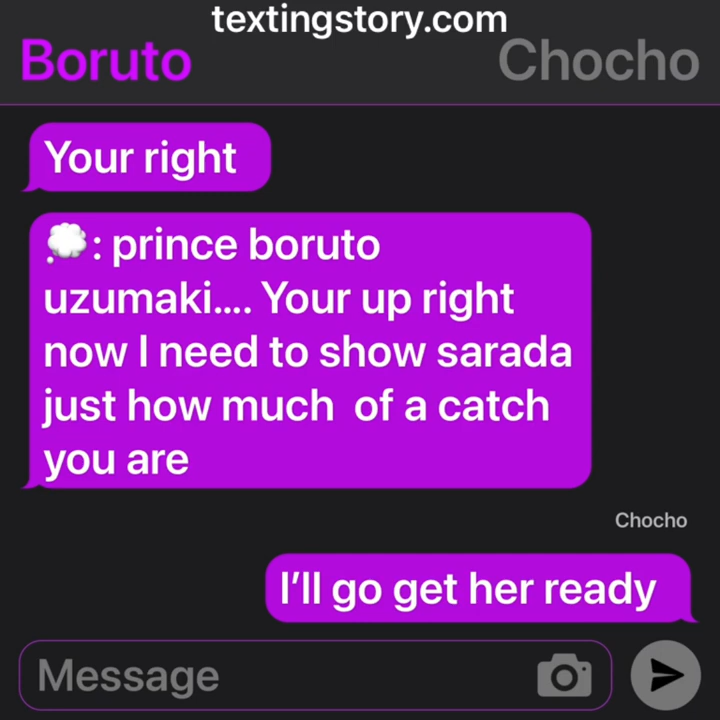 textingstory.com
Boruto Chocho
Your right
💭: prince boruto
uzumaki.... Your up right
now I need to show sarada
just how much of a catch
you are
Chocho
I’ll go get her ready
Message